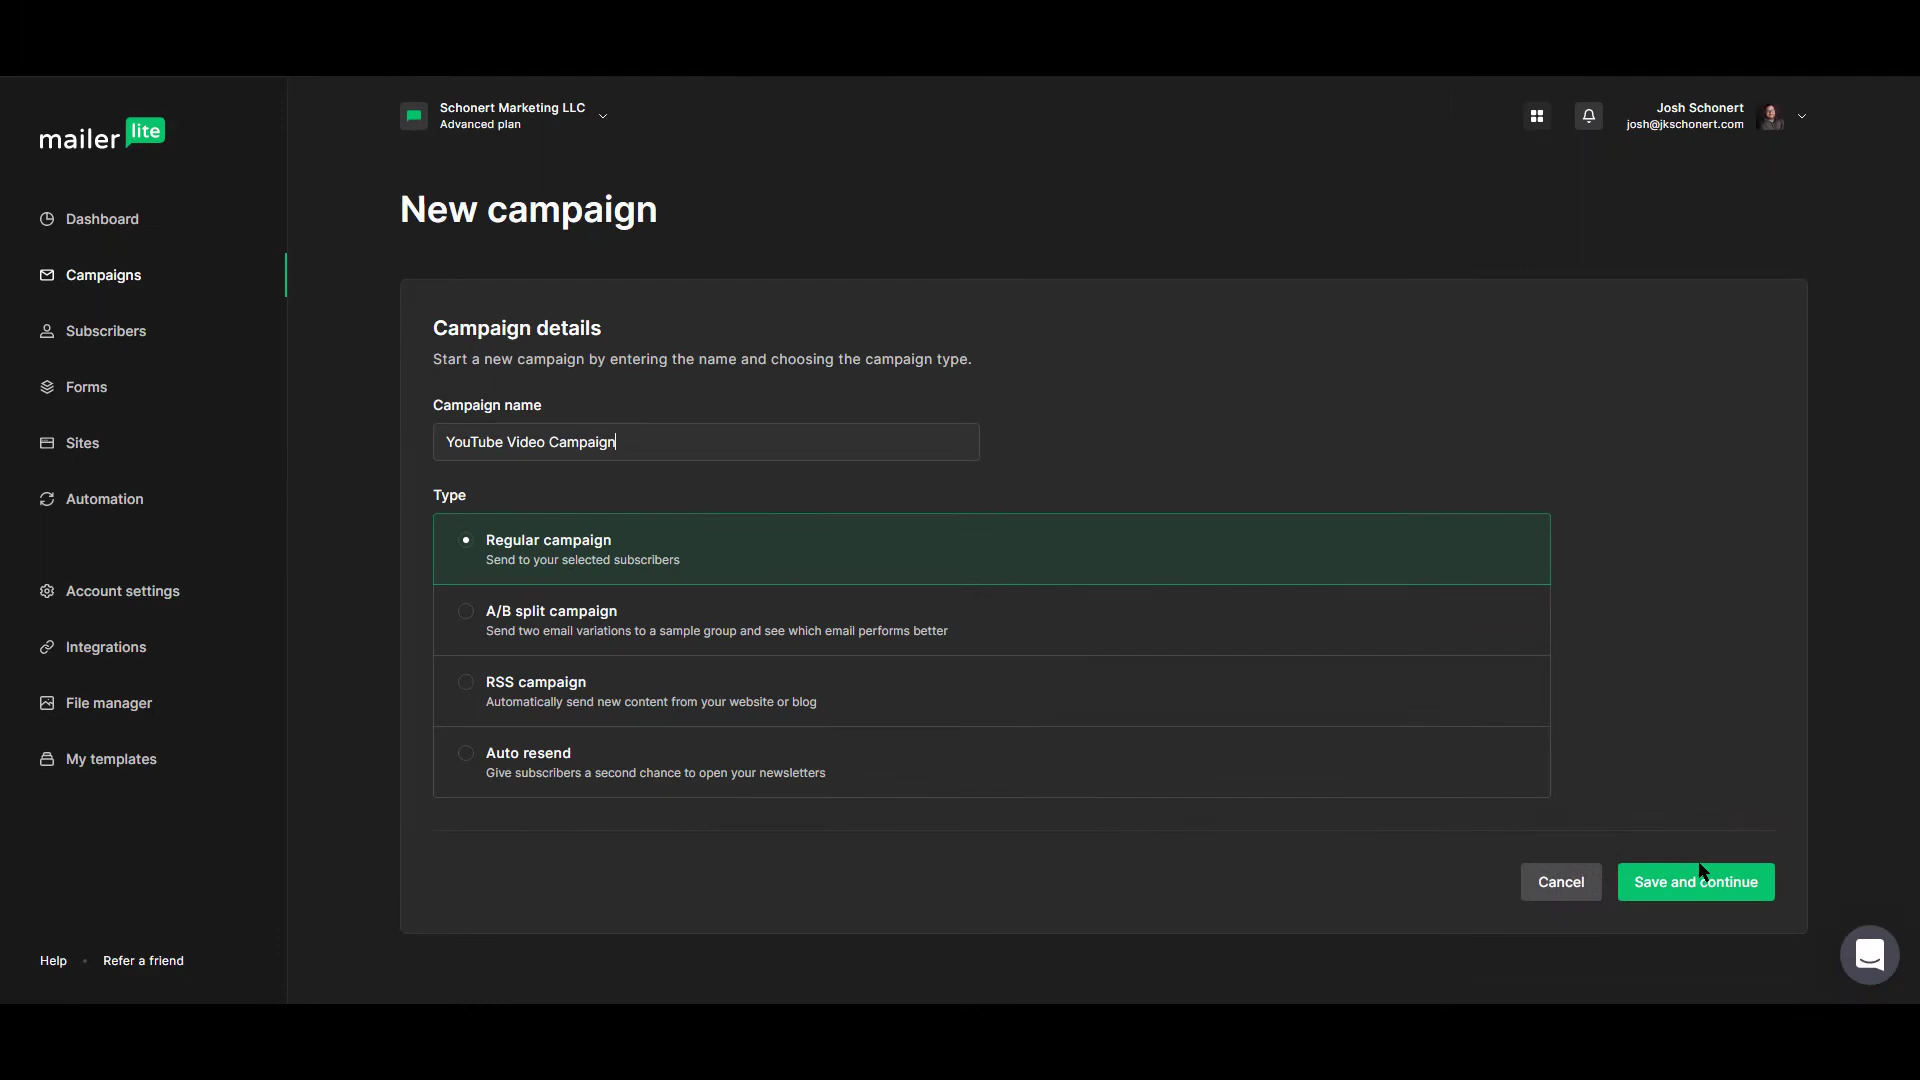 mailer lite
Dashboard
Campaigns
Subscribers
Forms
Sites
Automation
Account settings
Integrations
File manager
My templates
Help • Refer a friend
Schonert Marketing LLC
Advanced plan
Josh Schonert
josh@jkschonert.com
New campaign
Campaign details
Start a new campaign by entering the name and choosing the campaign type.
Campaign name
YouTube Video Campaign
Type
Regular campaign
Send to your selected subscribers
A/B split campaign
Send two email variations to a sample group and see which email performs better
RSS campaign
Automatically send new content from your website or blog
Auto resend
Give subscribers a second chance to open your newsletters
Cancel
Save and continue